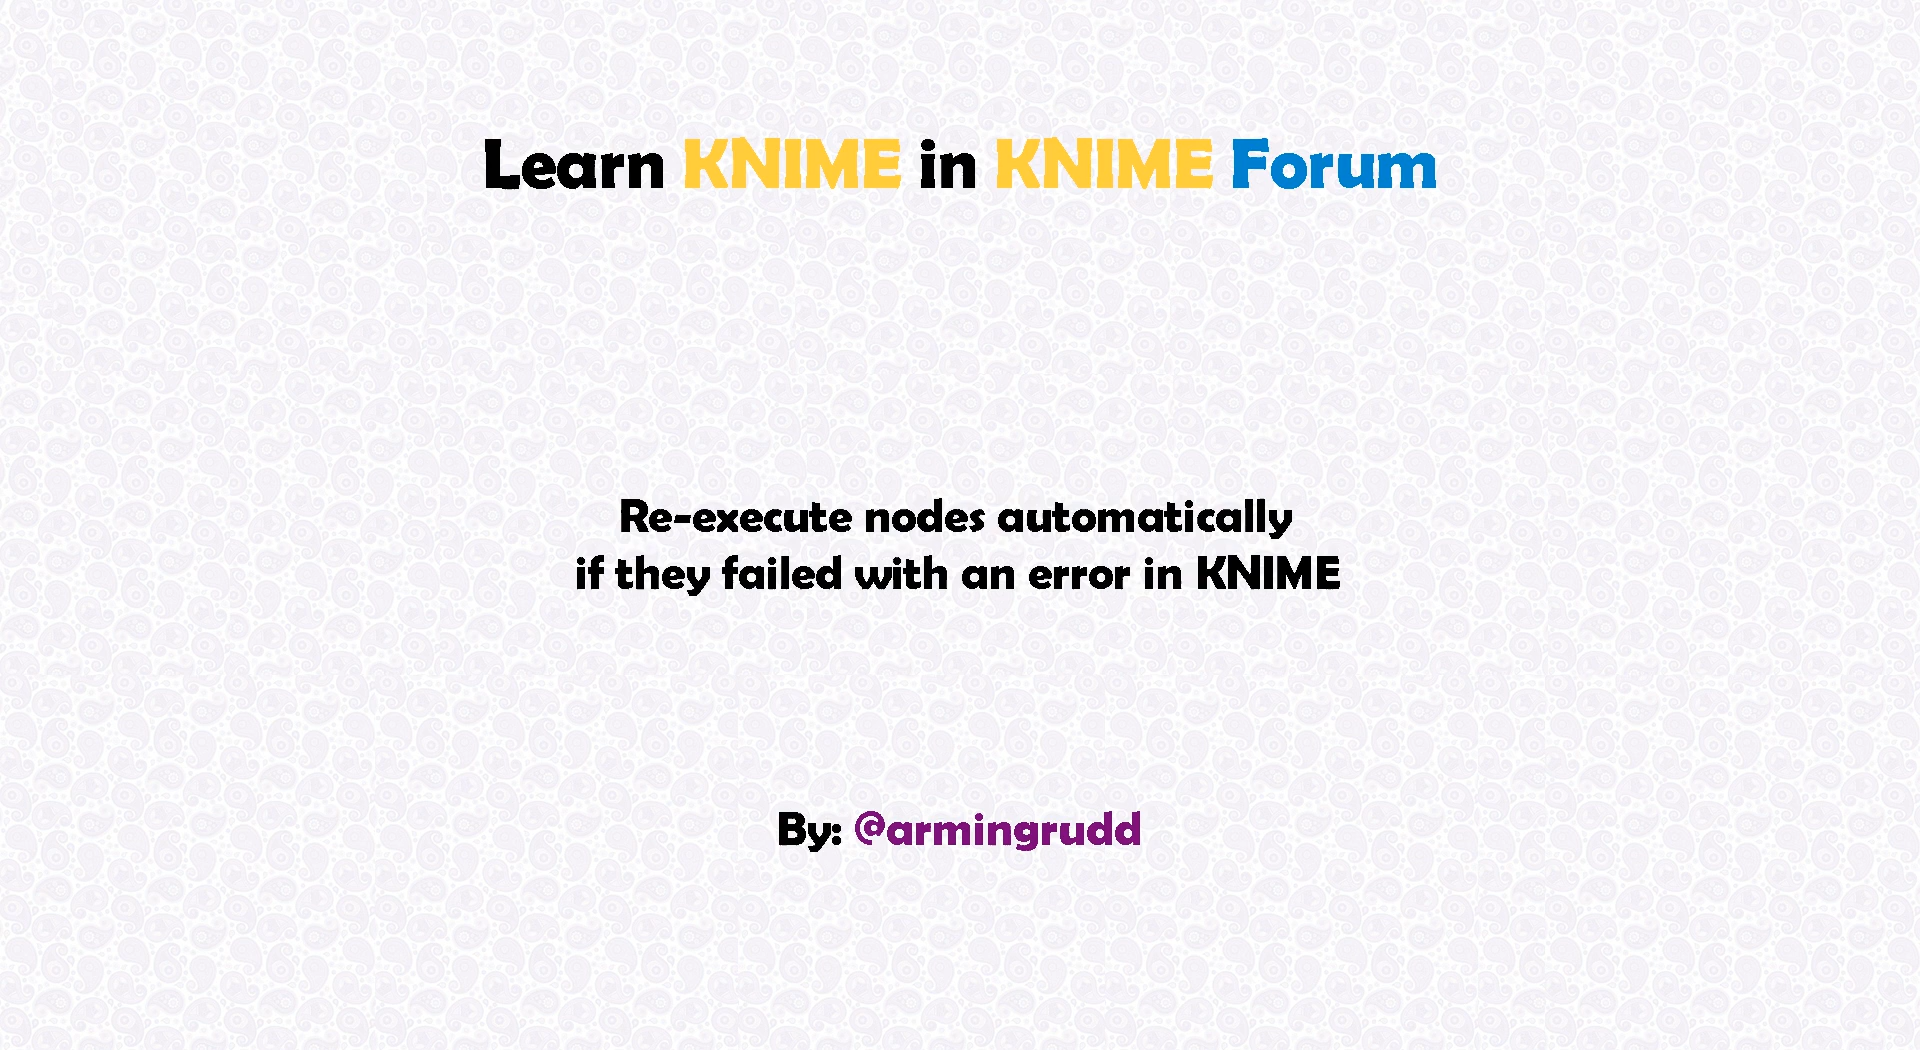 Learn KNIME in KNIME Forum
Re-execute nodes automatically
if they failed with an error in KNIME
By: @armingrudd